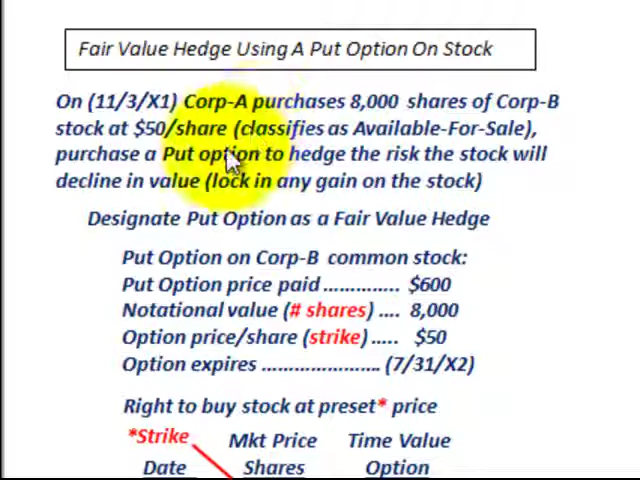 Fair Value Hedge Using A Put Option On Stock
On (11/3/X1) Corp-A purchases 8,000 shares of Corp-B
stock at $50/share (classifies as Available-For-Sale),
purchase a Put option to hedge the risk the stock will
decline in value (lock in any gain on the stock)
Designate Put Option as a Fair Value Hedge
Put Option on Corp-B common stock:
Put Option price paid .............. $600
Notational value (# shares) .... 8,000
Option price/share (strike) ..... $50
Option expires ...................... (7/31/X2)
Right to buy stock at preset* price
*Strike Mkt Price Time Value
Date Shares Option